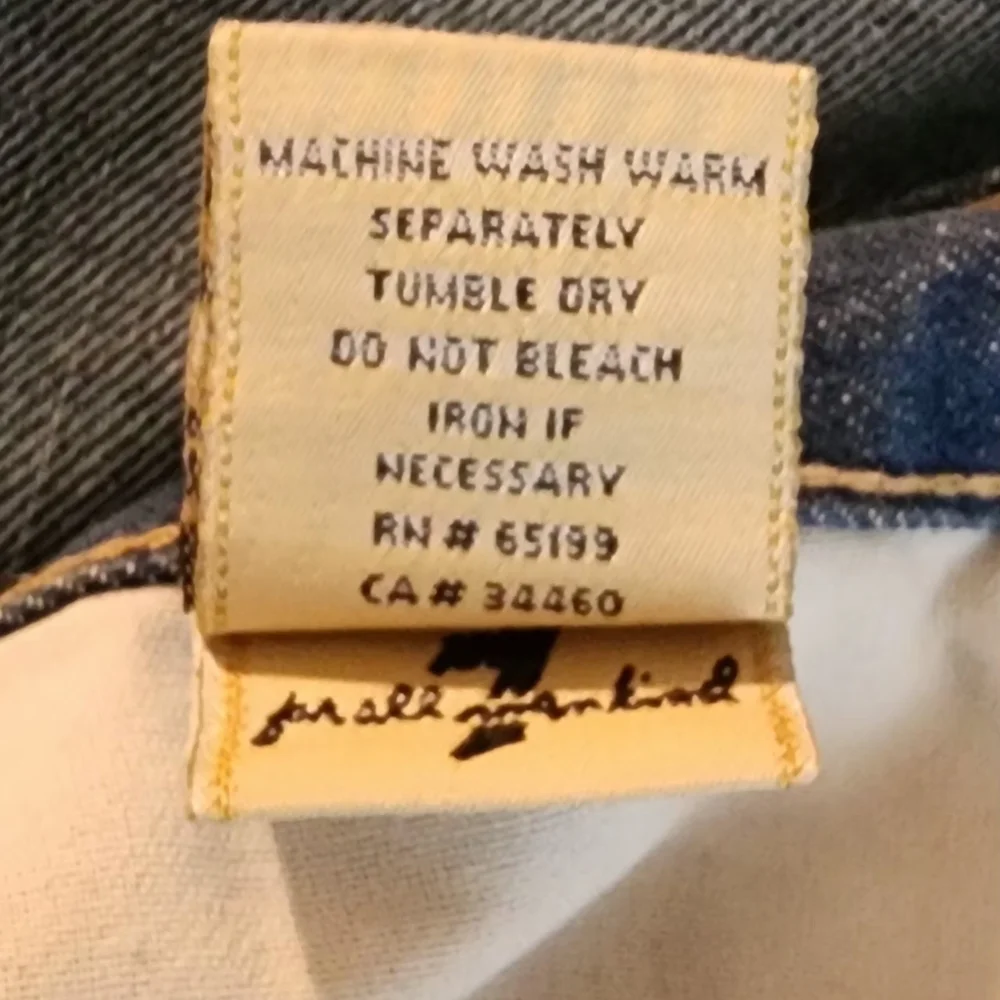 MACHINE WASH WARM
SEPARATELY
TUMBLE DRY
DO NOT BLEACH
IRON IF
NECESSARY
RN # 65199
CA # 34460
7
for all mankind